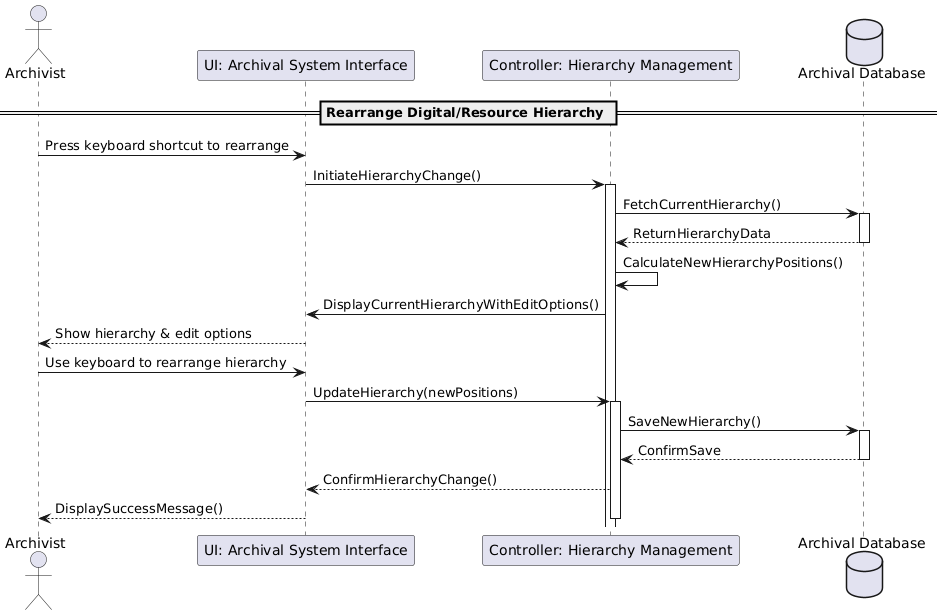 Archivist
UI: Archival System Interface
Controller: Hierarchy Management
Archival Database
Rearrange Digital/Resource Hierarchy
Press keyboard shortcut to rearrange
InitiateHierarchyChange()
FetchCurrentHierarchy()
ReturnHierarchyData
CalculateNewHierarchyPositions()
DisplayCurrentHierarchyWithEditOptions()
Show hierarchy & edit options
Use keyboard to rearrange hierarchy
UpdateHierarchy(newPositions)
SaveNewHierarchy()
ConfirmSave
ConfirmHierarchyChange()
DisplaySuccessMessage()
Archivist
UI: Archival System Interface
Controller: Hierarchy Management
Archival Database